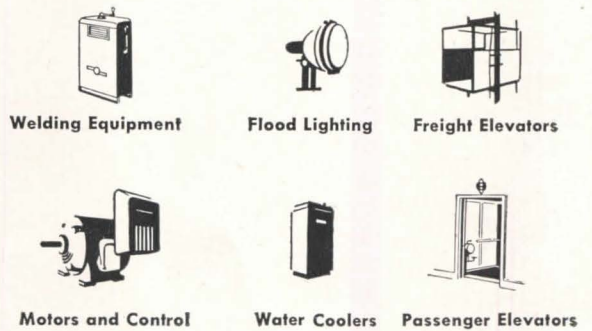 Welding Equipment
Flood Lighting
Freight Elevators
Motors and Control
Water Coolers
Passenger Elevators